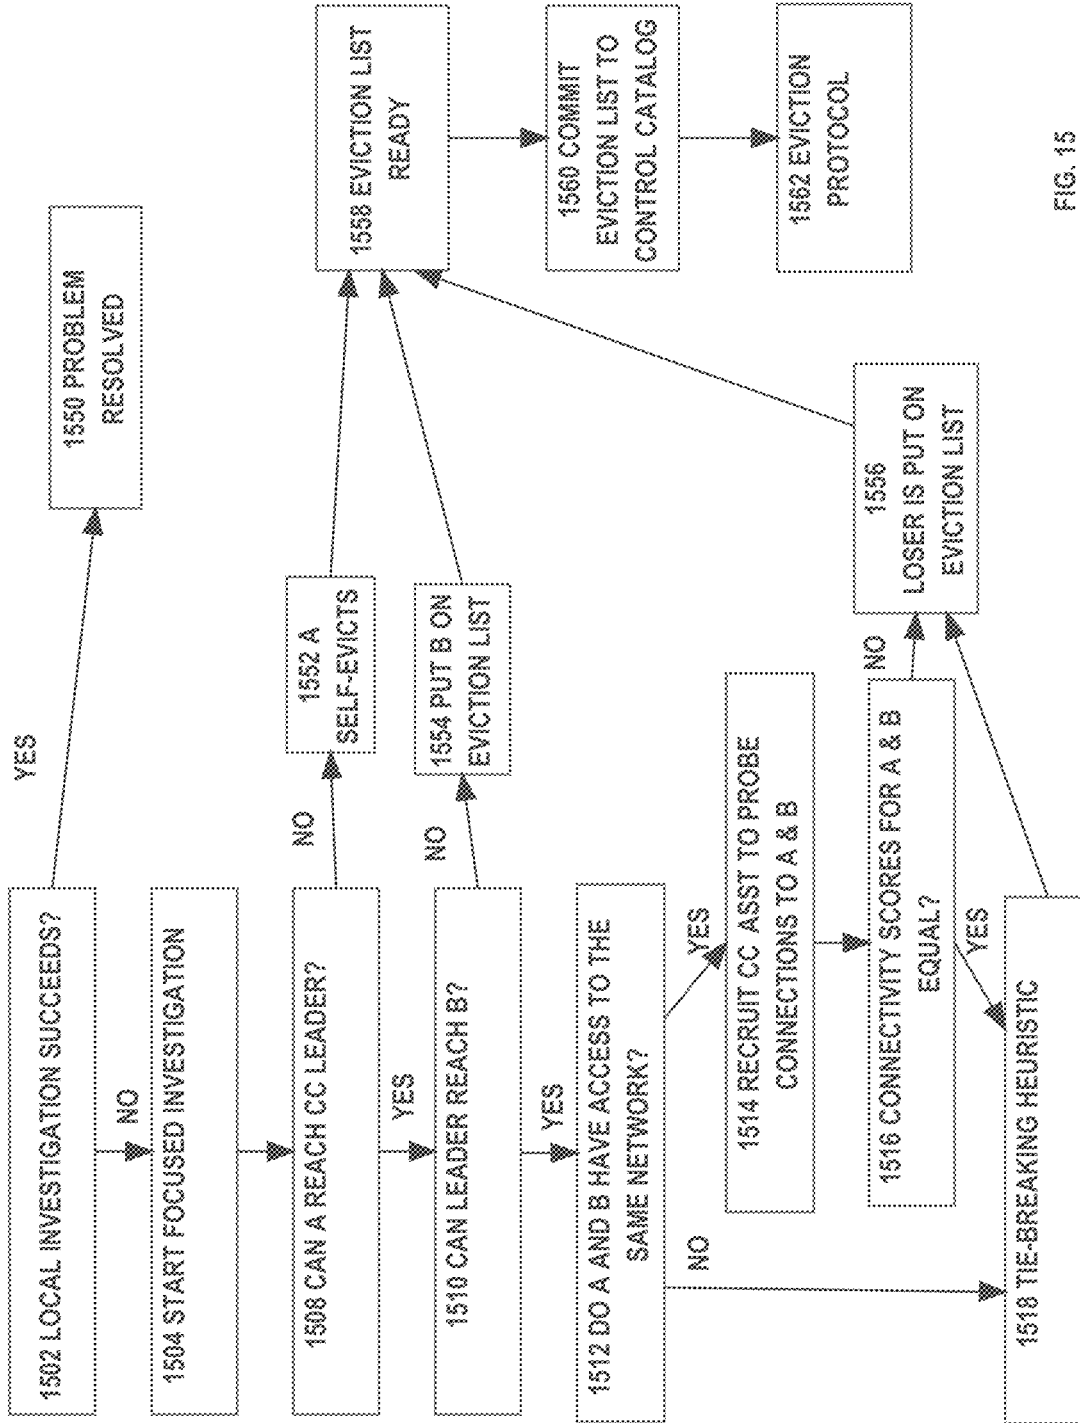 1502 LOCAL INVESTIGATION SUCCEEDS?
YES
1550 PROBLEM
RESOLVED
NO
1504 START FOCUSED INVESTIGATION
1508 CAN A REACH CC LEADER?
NO
1552 A
SELF-EVICTS
YES
1510 CAN LEADER REACH B?
NO
1554 PUT B ON
EVICTION LIST
YES
1512 DO A AND B HAVE ACCESS TO THE
SAME NETWORK?
YES
NO
1514 RECRUIT CC ASST TO PROBE
CONNECTIONS TO A & B
1516 CONNECTIVITY SCORES FOR A & B
EQUAL?
NO
YES
1518 TIE-BREAKING HEURISTIC
1556
LOSER IS PUT ON
EVICTION LIST
1558 EVICTION LIST
READY
1560 COMMIT
EVICTION LIST TO
CONTROL CATALOG
1562 EVICTION
PROTOCOL
FIG. 15